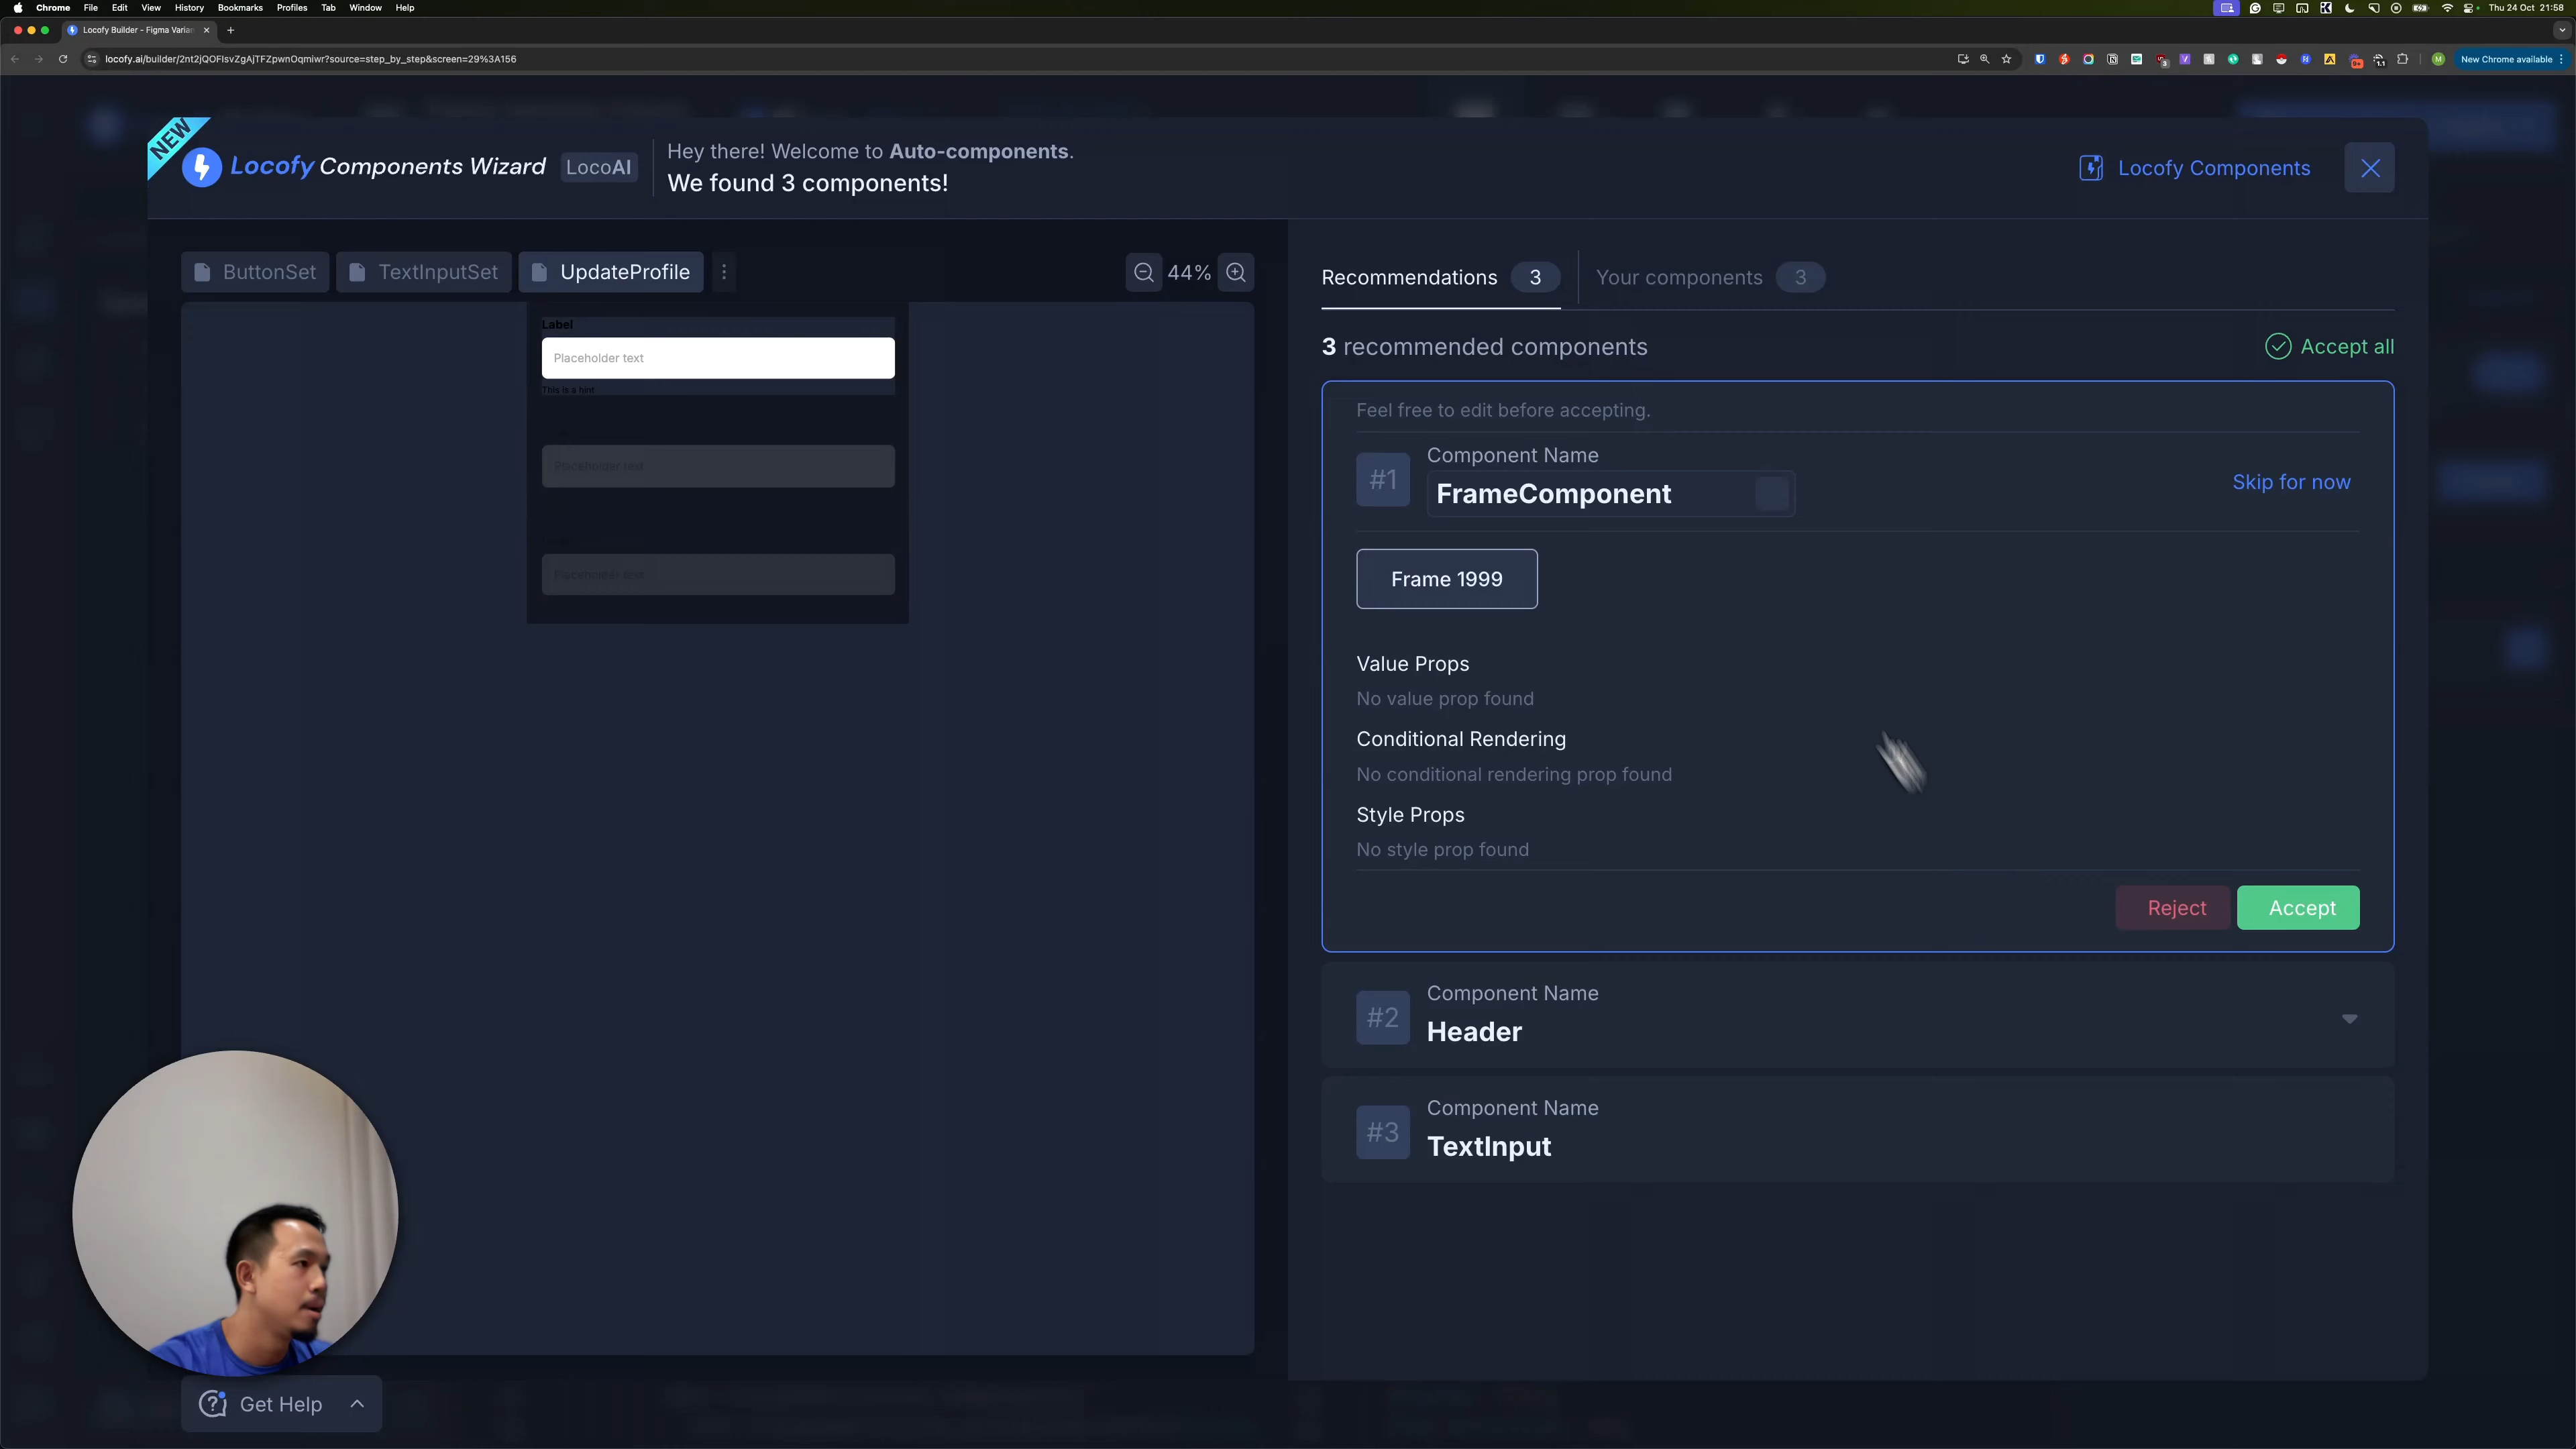 Chrome File Edit View History Bookmarks Profiles Tab Window Help
Thu 24 Oct 21:58
Locofy Builder - Figma Varian
locofy.ai/builder/2nt2jQOFIsvZgAjTFZpwnOqmiwr?source=step_by_step&screen=29%3A156
New Chrome available
NEW
Locofy Components Wizard LocoAI
Hey there! Welcome to Auto-components.
We found 3 components!
Locofy Components
ButtonSet TextInputSet UpdateProfile
44%
Label
Placeholder text
This is a hint
Placeholder text
Placeholder text
Recommendations 3 Your components 3
3 recommended components
Accept all
Feel free to edit before accepting.
#1 Component Name
FrameComponent
Skip for now
Frame 1999
Value Props
No value prop found
Conditional Rendering
No conditional rendering prop found
Style Props
No style prop found
Reject Accept
#2 Component Name
Header
#3 Component Name
TextInput
Get Help